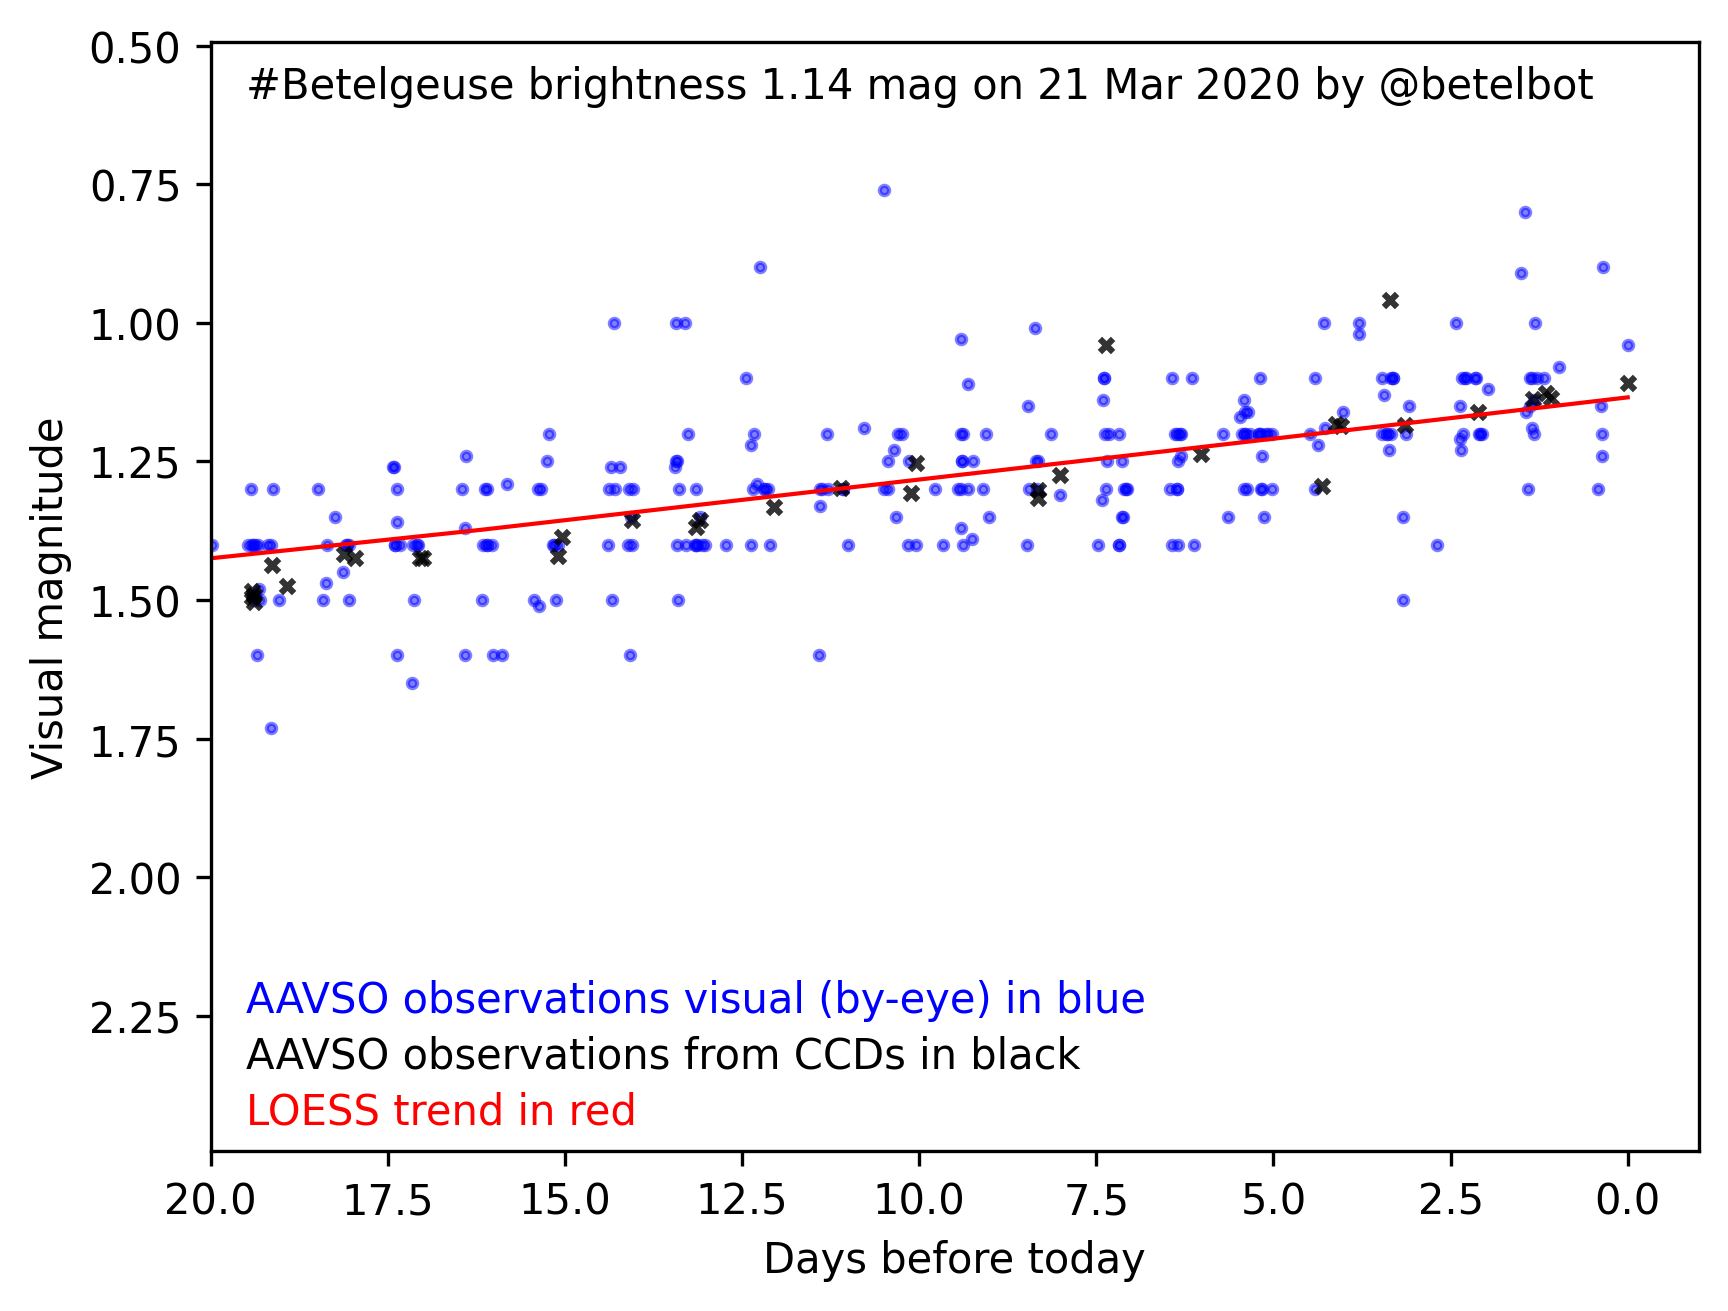 #Betelgeuse brightness 1.14 mag on 21 Mar 2020 by @betelbot
0.50
0.75
1.00
1.25
1.50
1.75
2.00
2.25
Visual magnitude
AAVSO observations visual (by-eye) in blue
AAVSO observations from CCDs in black
LOESS trend in red
20.0 17.5 15.0 12.5 10.0 7.5 5.0 2.5 0.0
Days before today